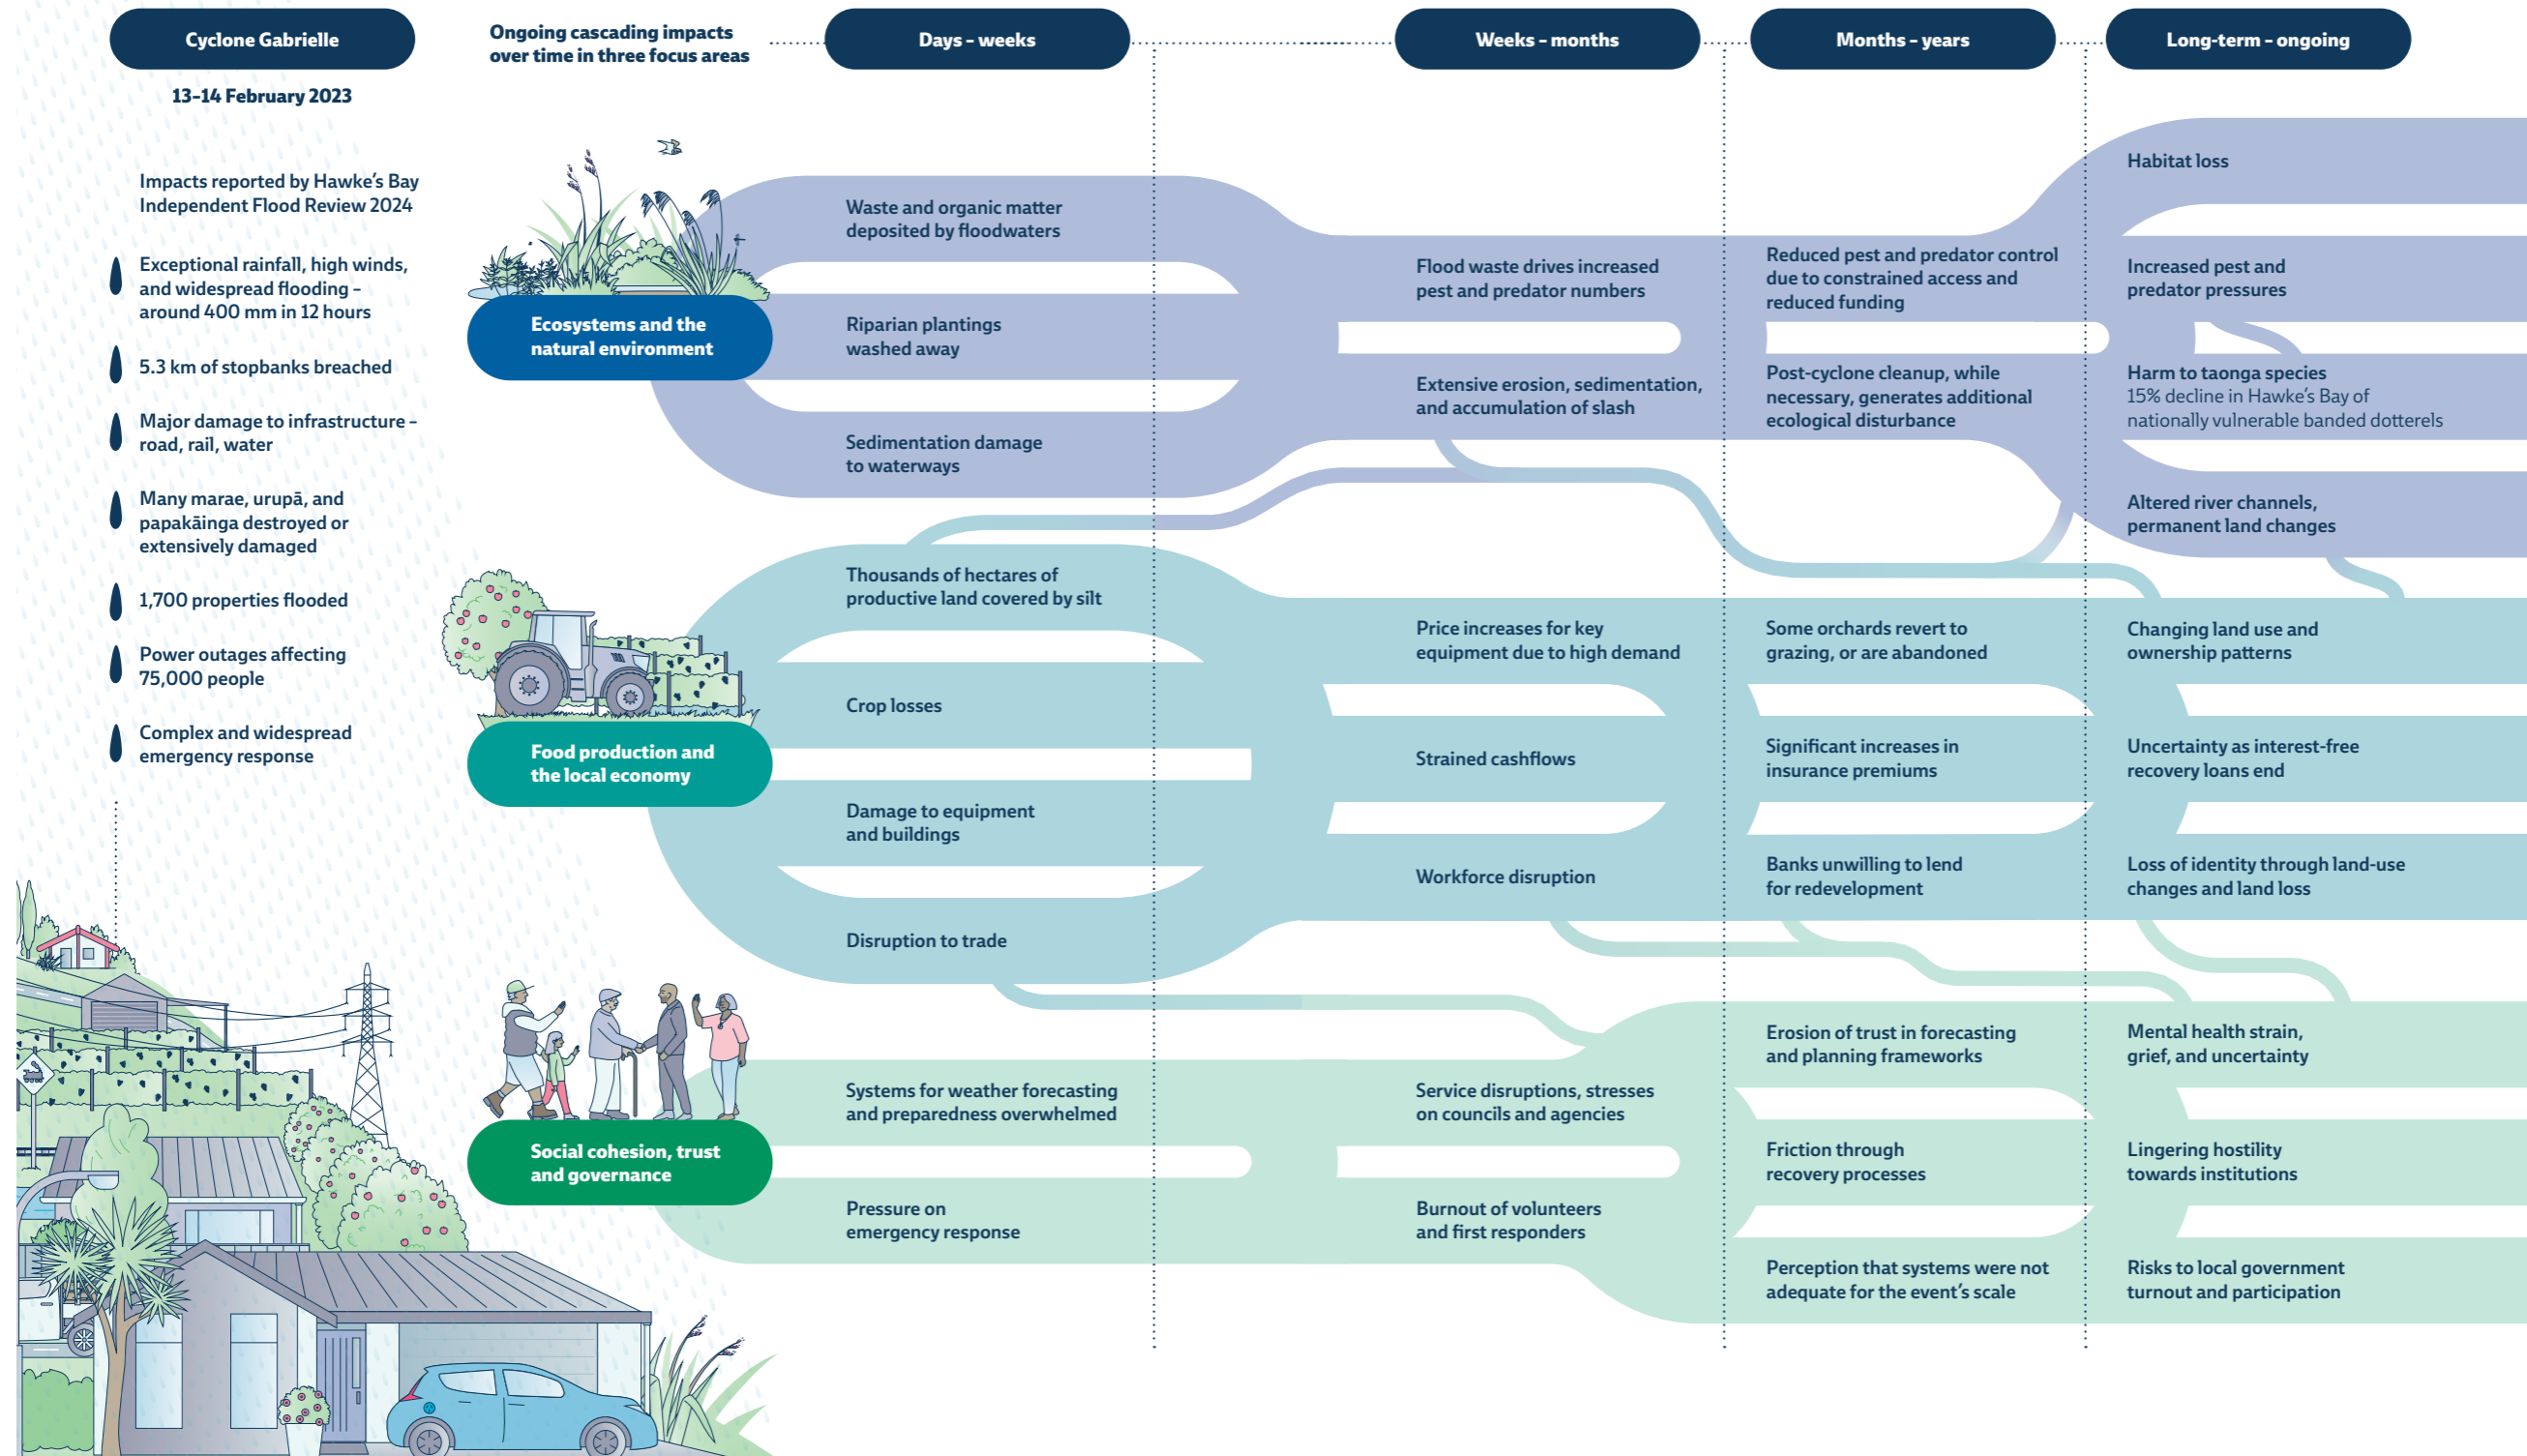 Cyclone Gabrielle
13–14 February 2023
Impacts reported by Hawke's Bay
Independent Flood Review 2024
Exceptional rainfall, high winds,
and widespread flooding –
around 400 mm in 12 hours
5.3 km of stopbanks breached
Major damage to infrastructure –
road, rail, water
Many marae, urupā, and
papakāinga destroyed or
extensively damaged
1,700 properties flooded
Power outages affecting
75,000 people
Complex and widespread
emergency response
Ongoing cascading impacts
over time in three focus areas
Days – weeks
Weeks – months
Months – years
Long-term – ongoing
Ecosystems and the
natural environment
Waste and organic matter
deposited by floodwaters
Riparian plantings
washed away
Sedimentation damage
to waterways
Flood waste drives increased
pest and predator numbers
Extensive erosion, sedimentation,
and accumulation of slash
Reduced pest and predator control
due to constrained access and
reduced funding
Post-cyclone cleanup, while
necessary, generates additional
ecological disturbance
Habitat loss
Increased pest and
predator pressures
Harm to taonga species
15% decline in Hawke's Bay of
nationally vulnerable banded dotterels
Altered river channels,
permanent land changes
Food production and
the local economy
Thousands of hectares of
productive land covered by silt
Crop losses
Damage to equipment
and buildings
Disruption to trade
Price increases for key
equipment due to high demand
Strained cashflows
Workforce disruption
Some orchards revert to
grazing, or are abandoned
Significant increases in
insurance premiums
Banks unwilling to lend
for redevelopment
Changing land use and
ownership patterns
Uncertainty as interest-free
recovery loans end
Loss of identity through land-use
changes and land loss
Social cohesion, trust
and governance
Systems for weather forecasting
and preparedness overwhelmed
Pressure on
emergency response
Service disruptions, stresses
on councils and agencies
Burnout of volunteers
and first responders
Erosion of trust in forecasting
and planning frameworks
Friction through
recovery processes
Perception that systems were not
adequate for the event's scale
Mental health strain,
grief, and uncertainty
Lingering hostility
towards institutions
Risks to local government
turnout and participation